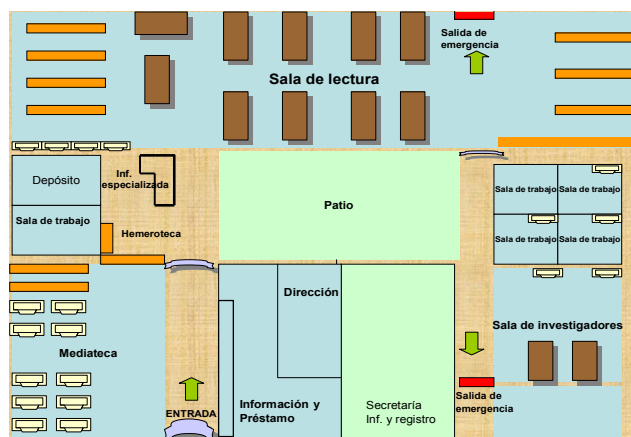 Salida de
emergencia
Sala de lectura
Depósito
Inf.
especializada
Sala de trabajo
Hemeroteca
Patio
Sala de trabajo
Sala de trabajo
Sala de trabajo
Sala de trabajo
Dirección
Mediateca
Sala de investigadores
ENTRADA
Información y
Préstamo
Secretaría
Inf. y registro
Salida de
emergencia